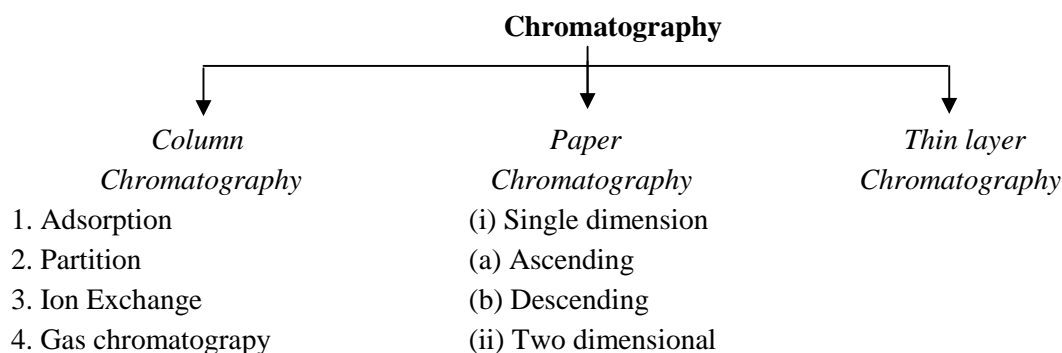 Chromatography
Column Chromatography
1. Adsorption
2. Partition
3. Ion Exchange
4. Gas chromatograpy
Paper Chromatography
(i) Single dimension
(a) Ascending
(b) Descending
(ii) Two dimensional
Thin layer Chromatography